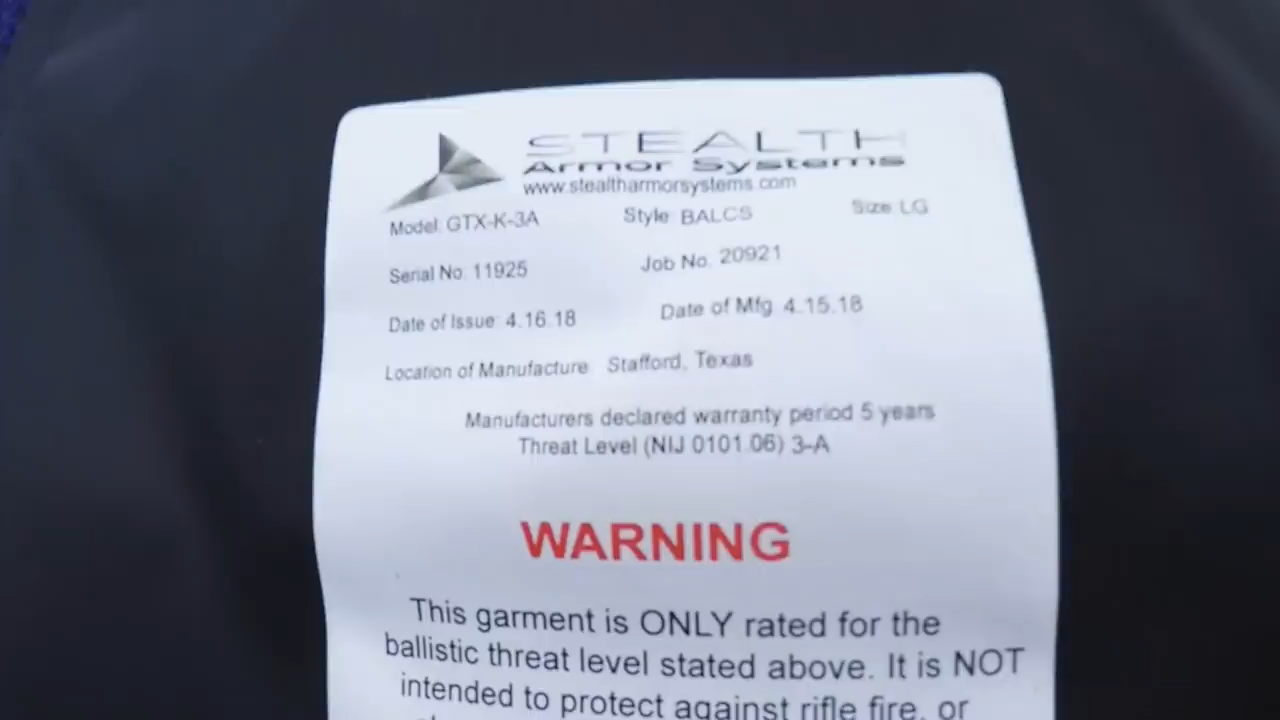 STEALTH
Armor Systems
www.stealtharmorsystems.com
Model: GTX-K-3A Style: BALCS Size: LG
Serial No. 11925 Job No. 20921
Date of Issue: 4.16.18 Date of Mfg. 4.15.18
Location of Manufacture Stafford, Texas
Manufacturers declared warranty period 5 years
Threat Level (NIJ 0101.06) 3-A
WARNING
This garment is ONLY rated for the
ballistic threat level stated above. It is NOT
intended to protect against rifle fire, or